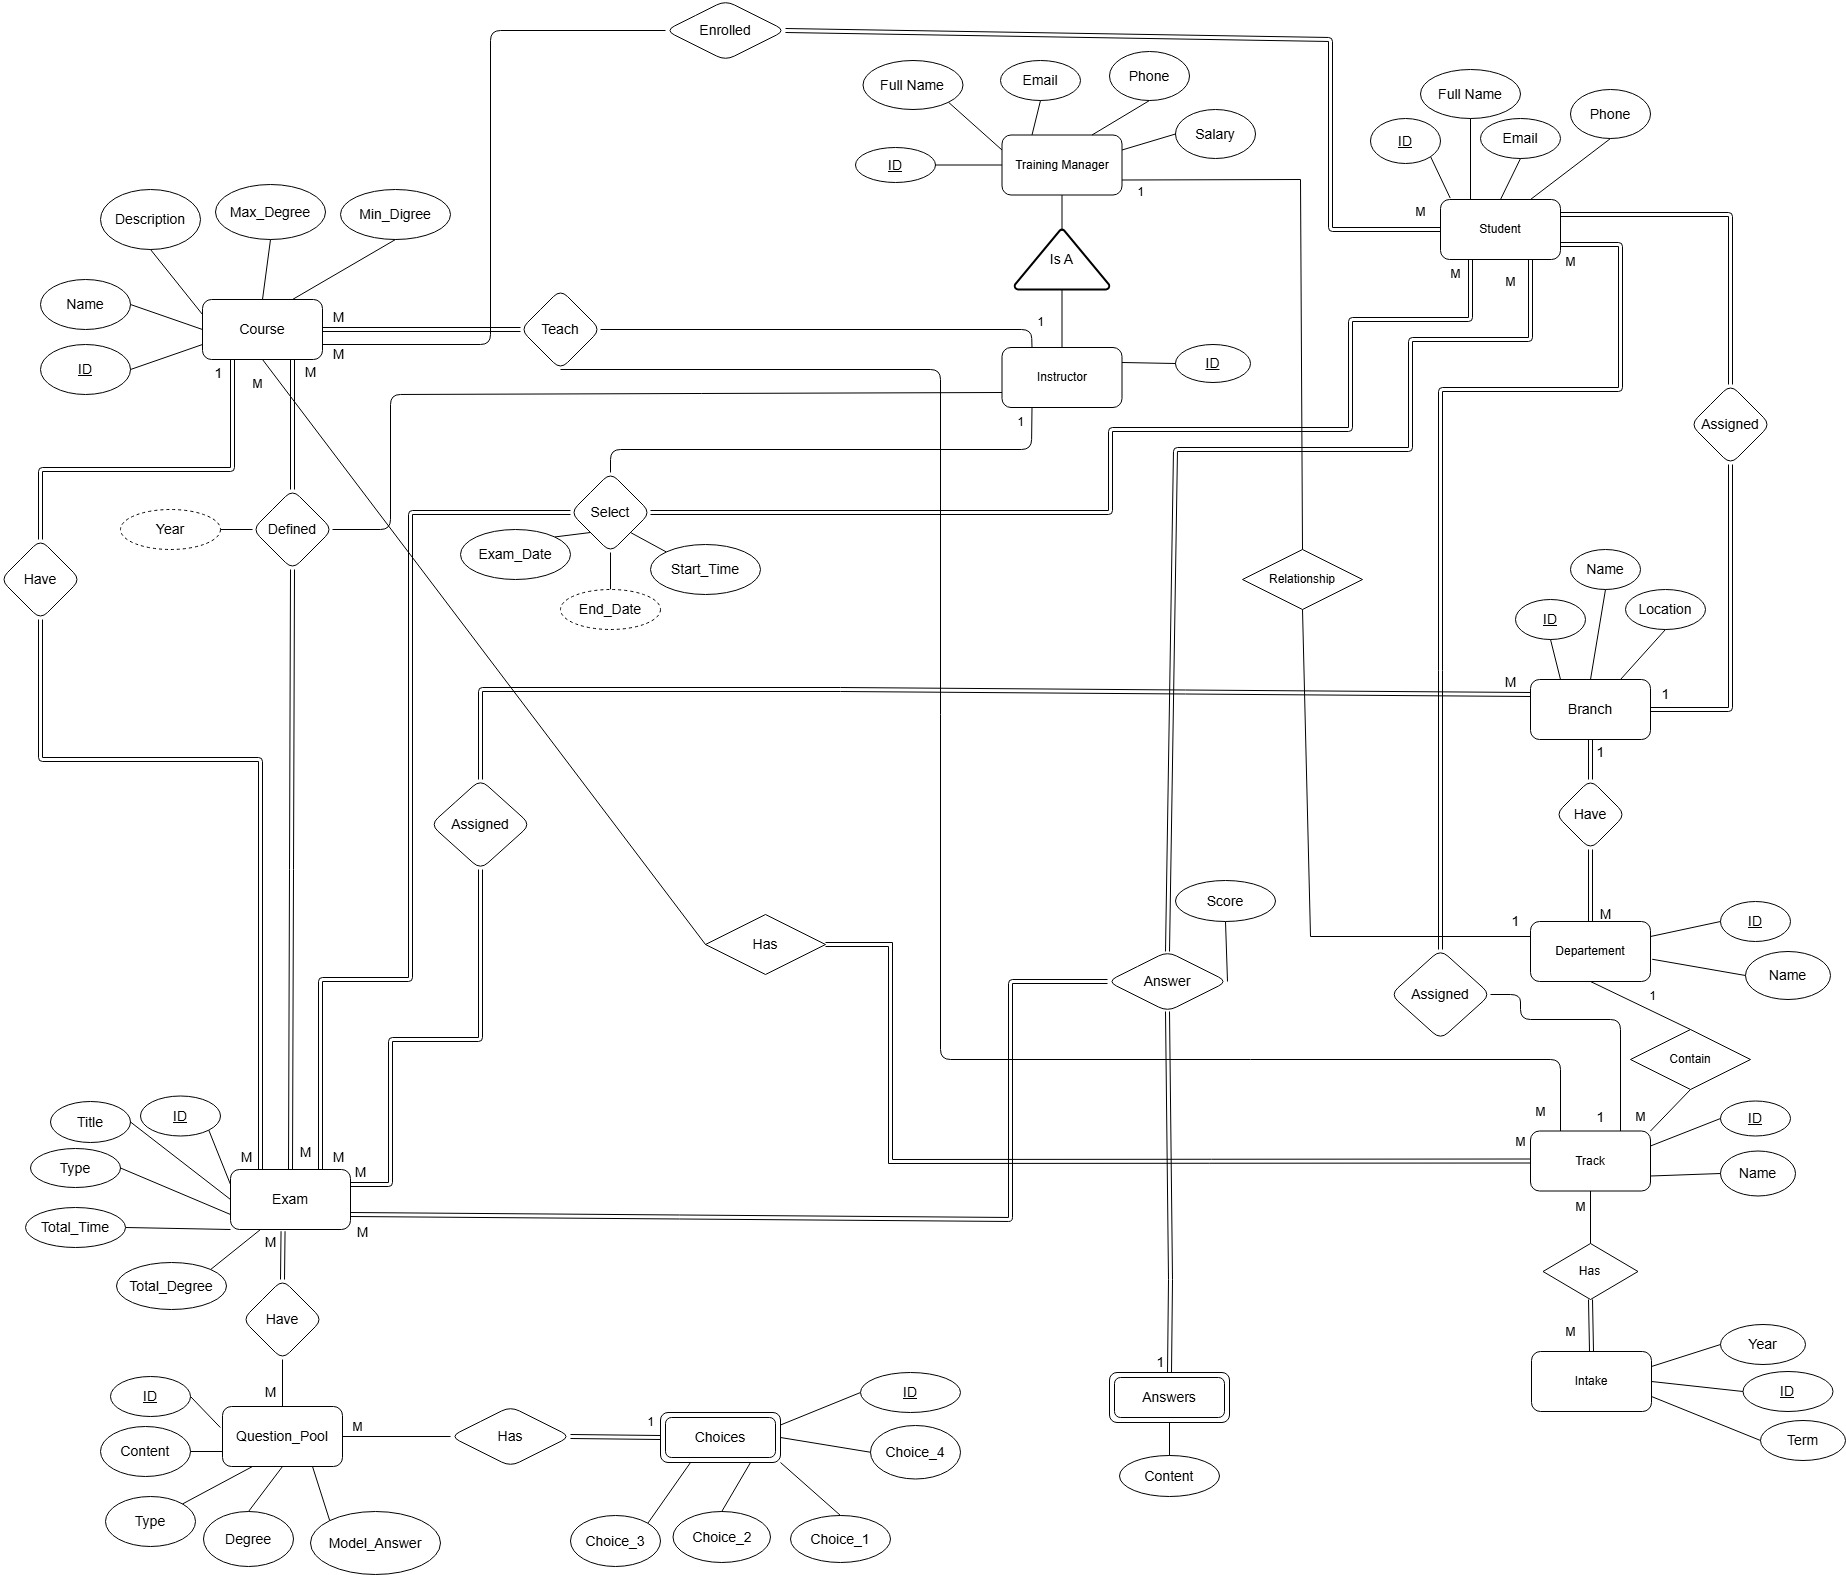 Enrolled
Full Name
Email
Phone
Salary
ID
Training Manager
1
Is A
Full Name
Phone
ID
Email
M
Student
M
M
M
Description
Max_Degree
Min_Digree
Name
Course
M
Teach
1
M
ID
1
M
M
Instructor
ID
1
Assigned
Year
Defined
Select
Exam_Date
Start_Time
End_Date
Have
Relationship
Name
ID
Location
M
Branch
1
1
Assigned
Have
Has
Score
Answer
1
M
Departement
ID
Name
Assigned
1
Contain
M
1
M
M
Track
ID
Name
M
Title
ID
Type
M
M
M
M
Exam
Total_Time
M
M
Total_Degree
Has
Have
M
Year
Intake
ID
Term
M
ID
Question_Pool
M
Has
1
Choices
ID
Content
Choice_4
Type
Degree
Model_Answer
Choice_3
Choice_2
Choice_1
1
Answers
Content